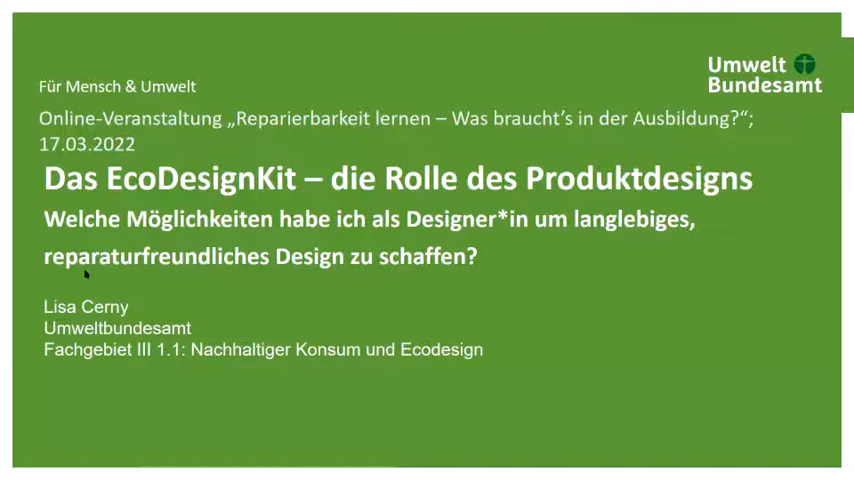 Umwelt
Bundesamt
Für Mensch & Umwelt
Online-Veranstaltung „Reparierbarkeit lernen – Was braucht’s in der Ausbildung?“;
17.03.2022
Das EcoDesignKit – die Rolle des Produktdesigns
Welche Möglichkeiten habe ich als Designer*in um langlebiges,
reparaturfreundliches Design zu schaffen?
Lisa Cerny
Umweltbundesamt
Fachgebiet III 1.1: Nachhaltiger Konsum und Ecodesign